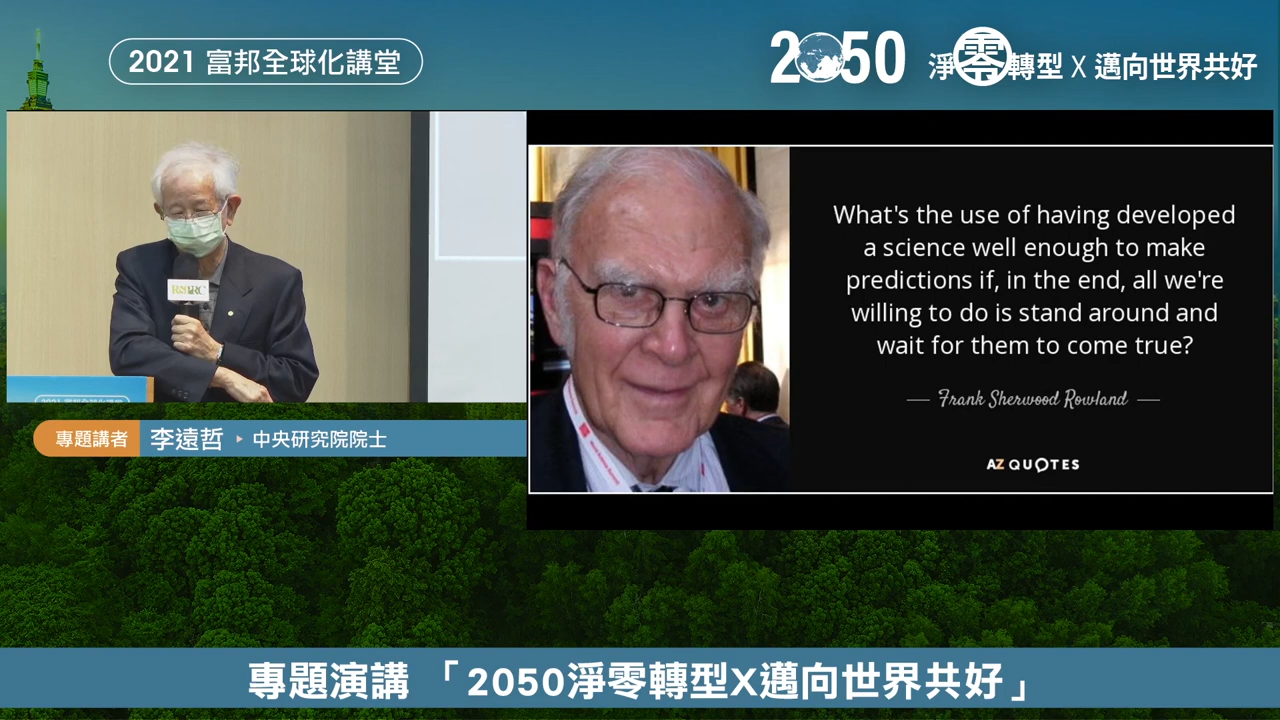 2021 富邦全球化講堂
2050 淨零轉型 X 邁向世界共好
RSPRC
專題講者 李遠哲 ▸ 中央研究院院士
What's the use of having developed
a science well enough to make
predictions if, in the end, all we're
willing to do is stand around and
wait for them to come true?
— Frank Sherwood Rowland —
AZ QUOTES
專題演講 「2050淨零轉型X邁向世界共好」